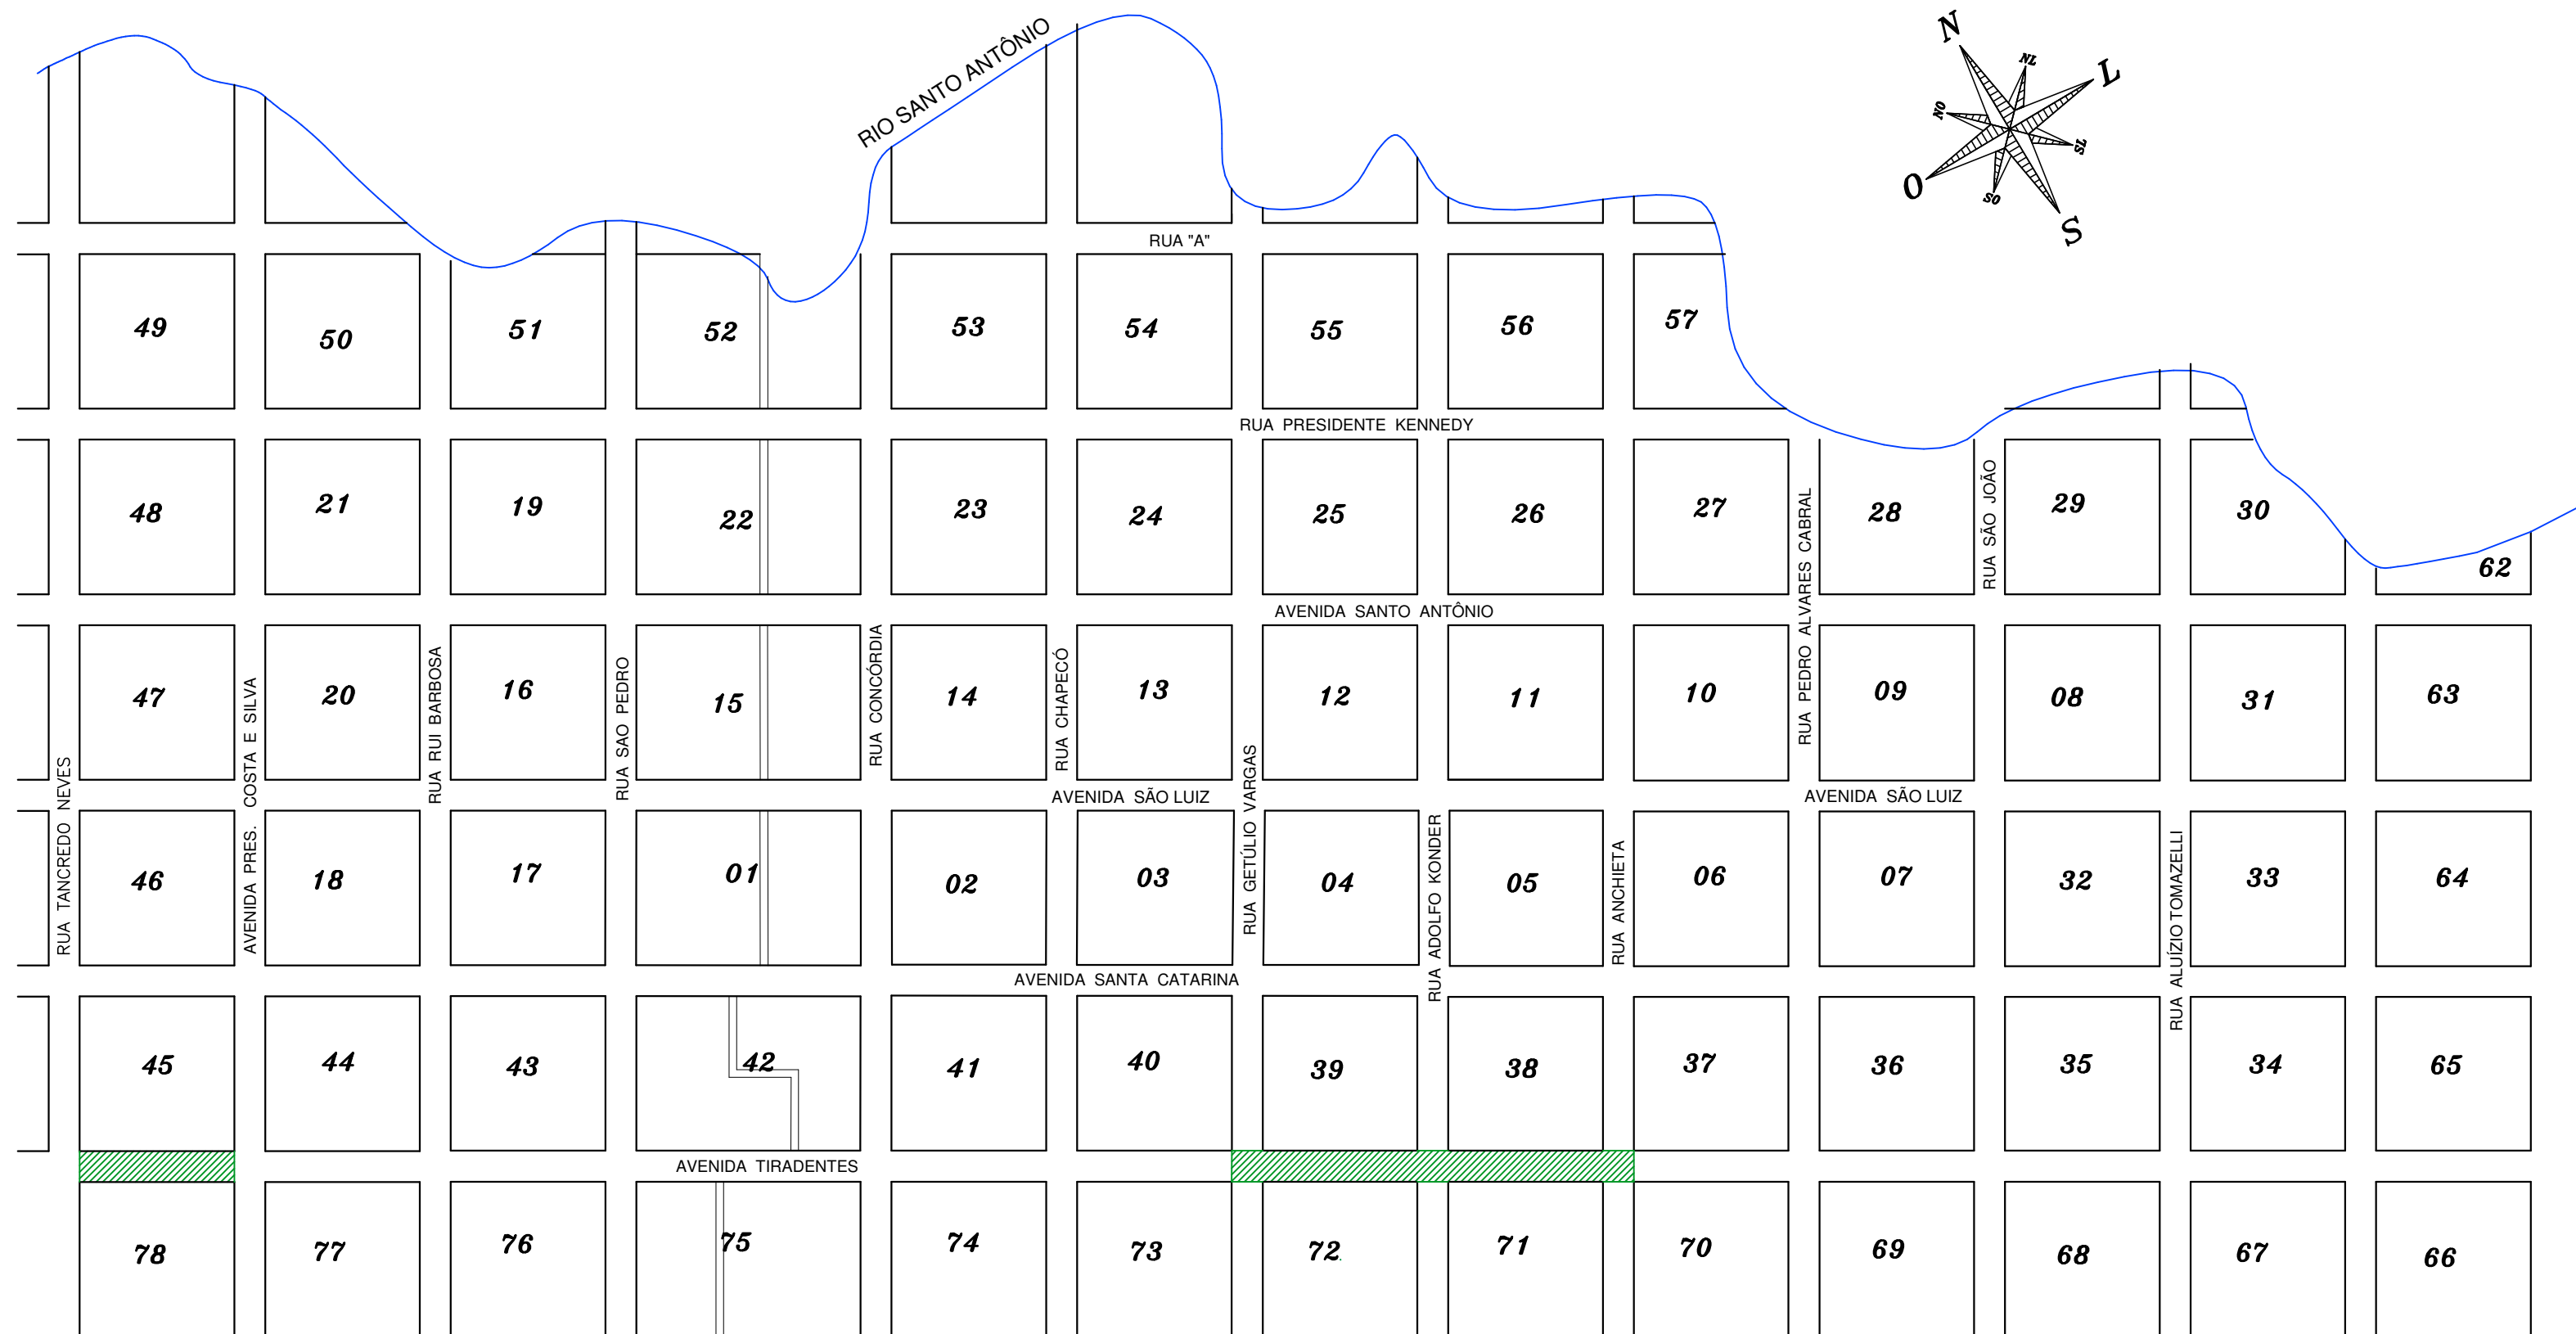 N
NL
L
NO
SL
O
SO
S
RIO SANTO ANTÔNIO
RUA "A"
49
50
51
52
53
54
55
56
57
RUA PRESIDENTE KENNEDY
48
21
19
22
23
24
25
26
27
RUA PEDRO ALVARES CABRAL
28
RUA SÃO JOÃO
29
30
62
AVENIDA SANTO ANTÔNIO
RUA TANCREDO NEVES
47
AVENIDA PRES. COSTA E SILVA
20
RUA RUI BARBOSA
16
RUA SAO PEDRO
15
RUA CONCÓRDIA
14
RUA CHAPECÓ
13
RUA GETÚLIO VARGAS
12
11
10
09
08
31
63
AVENIDA SÃO LUIZ
AVENIDA SÃO LUIZ
46
18
17
01
02
03
04
RUA ADOLFO KONDER
05
RUA ANCHIETA
06
07
32
RUA ALUÍZIO TOMAZELLI
33
64
AVENIDA SANTA CATARINA
45
44
43
42
41
40
39
38
37
36
35
34
65
AVENIDA TIRADENTES
78
77
76
75
74
73
72
71
70
69
68
67
66